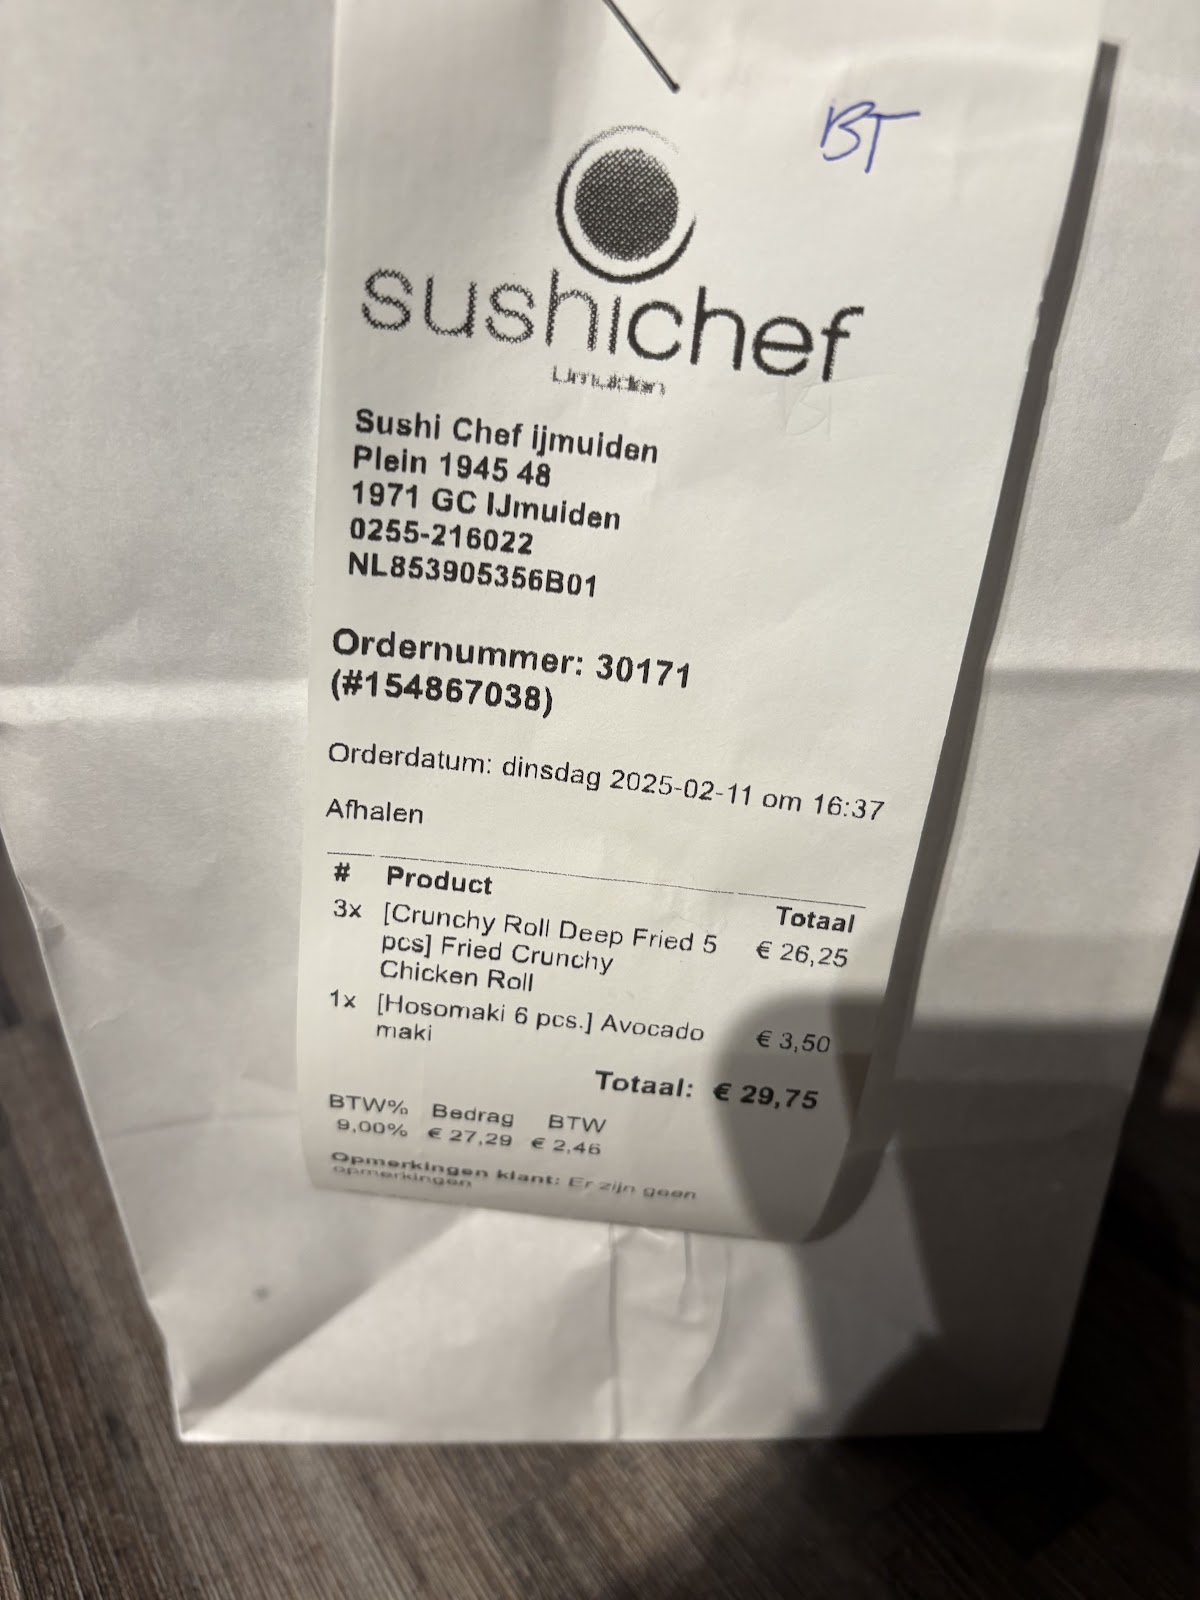 BT
sushichef
IJmuiden
Sushi Chef ijmuiden
Plein 1945 48
1971 GC IJmuiden
0255-216022
NL853905356B01
Ordernummer: 30171
(#154867038)
Orderdatum: dinsdag 2025-02-11 om 16:37
Afhalen
# Product Totaal
3x [Crunchy Roll Deep Fried 5 € 26,25
pcs] Fried Crunchy
Chicken Roll
1x [Hosomaki 6 pcs.] Avocado € 3,50
maki
Totaal: € 29,75
BTW% Bedrag BTW
9,00% € 27,29 € 2,46
Opmerkingen klant: Er zijn geen
opmerkingen